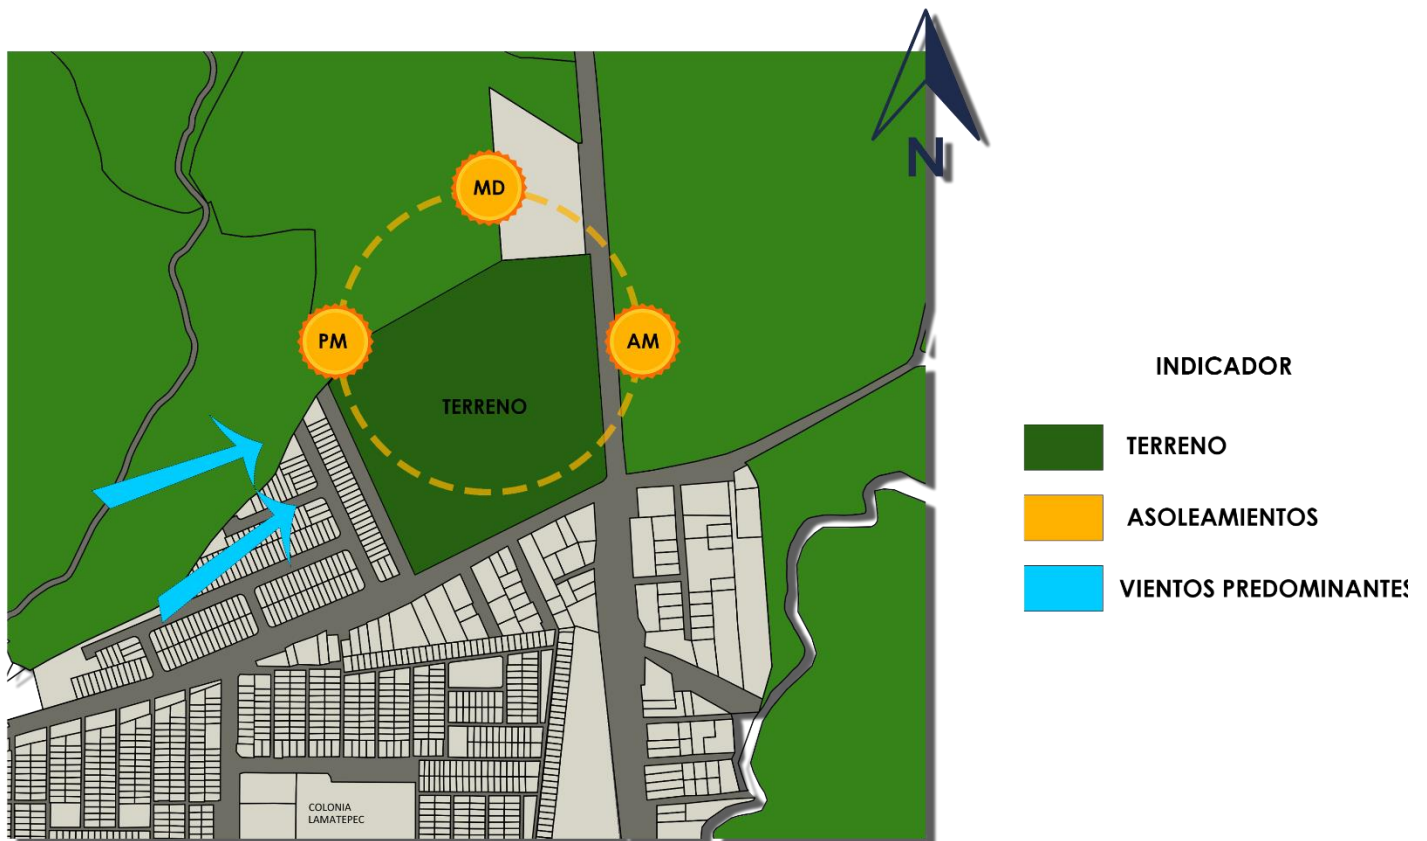 N
MD
PM
AM
TERRENO
COLONIA
LAMATEPEC
INDICADOR
TERRENO
ASOLEAMIENTOS
VIENTOS PREDOMINANTES